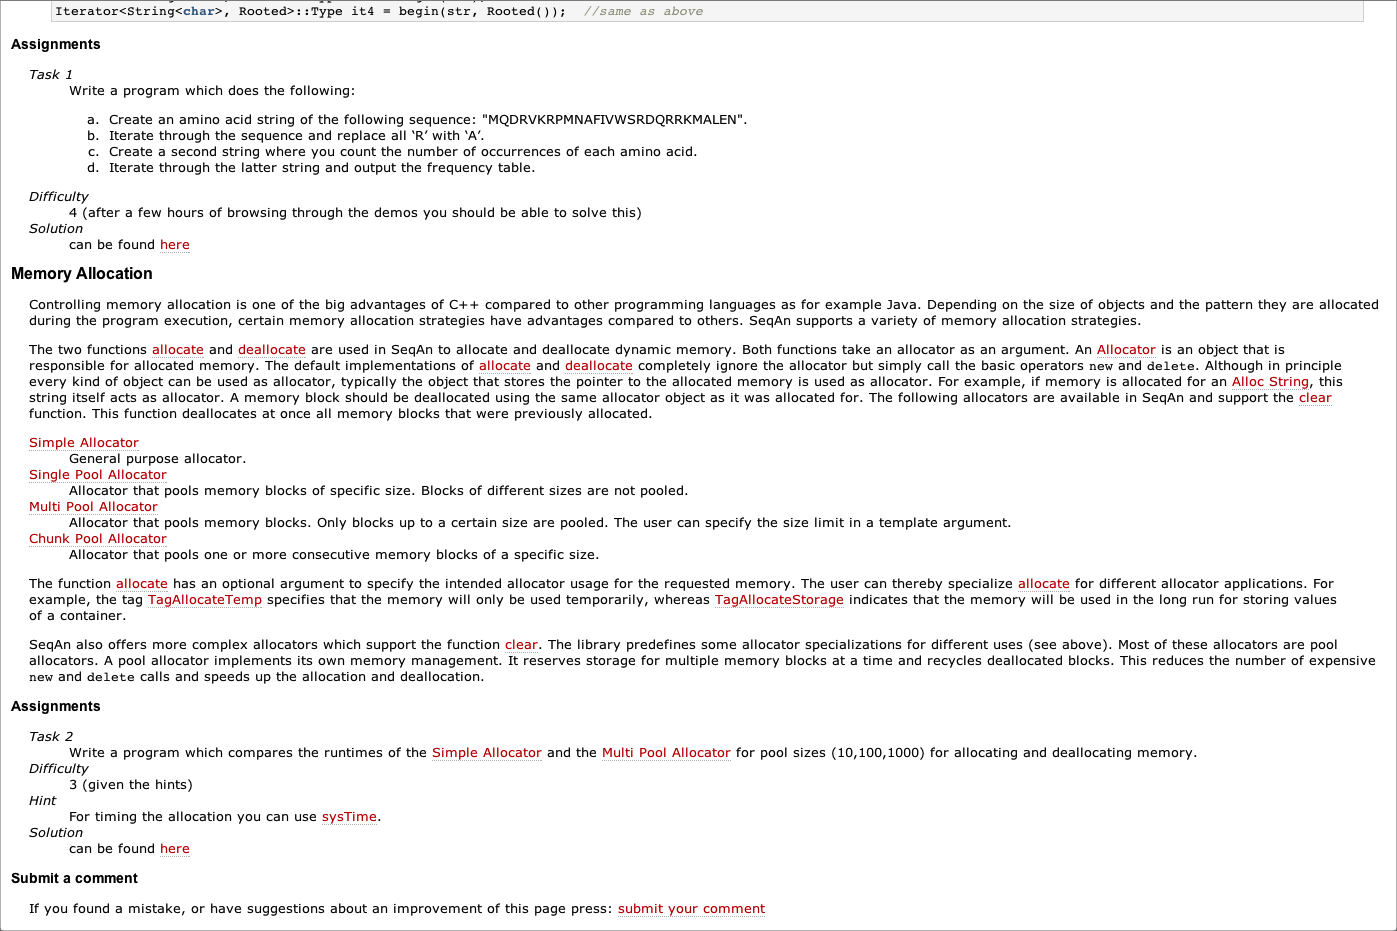 Iterator<String<char>, Rooted>::Type it4 = begin(str, Rooted());  //same as above
Assignments
Task 1
Write a program which does the following:
a. Create an amino acid string of the following sequence: "MQDRVKRPMNAFIVWSRDQRRKMALEN".
b. Iterate through the sequence and replace all ‘R’ with ‘A’.
c. Create a second string where you count the number of occurrences of each amino acid.
d. Iterate through the latter string and output the frequency table.
Difficulty
4 (after a few hours of browsing through the demos you should be able to solve this)
Solution
can be found here
Memory Allocation
Controlling memory allocation is one of the big advantages of C++ compared to other programming languages as for example Java. Depending on the size of objects and the pattern they are allocated
during the program execution, certain memory allocation strategies have advantages compared to others. SeqAn supports a variety of memory allocation strategies.
The two functions allocate and deallocate are used in SeqAn to allocate and deallocate dynamic memory. Both functions take an allocator as an argument. An Allocator is an object that is
responsible for allocated memory. The default implementations of allocate and deallocate completely ignore the allocator but simply call the basic operators new and delete. Although in principle
every kind of object can be used as allocator, typically the object that stores the pointer to the allocated memory is used as allocator. For example, if memory is allocated for an Alloc String, this
string itself acts as allocator. A memory block should be deallocated using the same allocator object as it was allocated for. The following allocators are available in SeqAn and support the clear
function. This function deallocates at once all memory blocks that were previously allocated.
Simple Allocator
General purpose allocator.
Single Pool Allocator
Allocator that pools memory blocks of specific size. Blocks of different sizes are not pooled.
Multi Pool Allocator
Allocator that pools memory blocks. Only blocks up to a certain size are pooled. The user can specify the size limit in a template argument.
Chunk Pool Allocator
Allocator that pools one or more consecutive memory blocks of a specific size.
The function allocate has an optional argument to specify the intended allocator usage for the requested memory. The user can thereby specialize allocate for different allocator applications. For
example, the tag TagAllocateTemp specifies that the memory will only be used temporarily, whereas TagAllocateStorage indicates that the memory will be used in the long run for storing values
of a container.
SeqAn also offers more complex allocators which support the function clear. The library predefines some allocator specializations for different uses (see above). Most of these allocators are pool
allocators. A pool allocator implements its own memory management. It reserves storage for multiple memory blocks at a time and recycles deallocated blocks. This reduces the number of expensive
new and delete calls and speeds up the allocation and deallocation.
Assignments
Task 2
Write a program which compares the runtimes of the Simple Allocator and the Multi Pool Allocator for pool sizes (10,100,1000) for allocating and deallocating memory.
Difficulty
3 (given the hints)
Hint
For timing the allocation you can use sysTime.
Solution
can be found here
Submit a comment
If you found a mistake, or have suggestions about an improvement of this page press: submit your comment